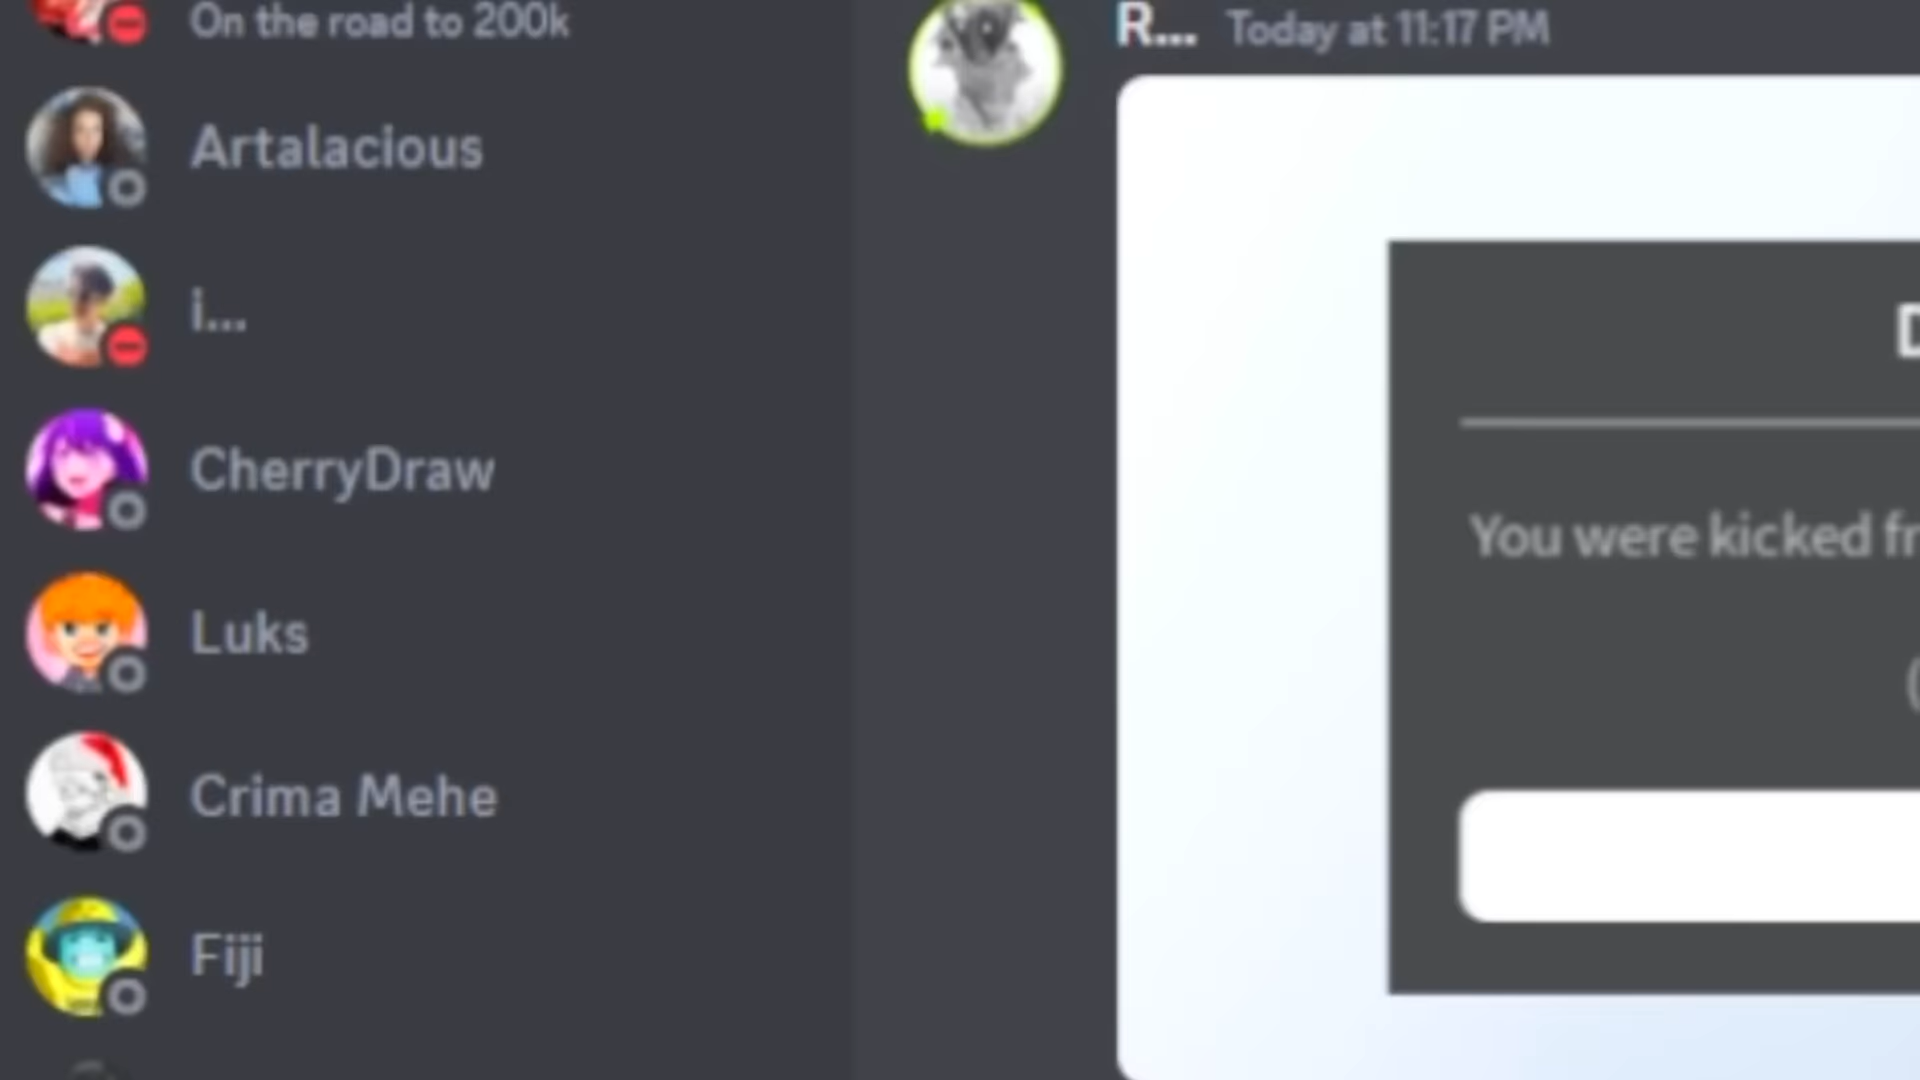 On the road to 200k
Artalacious
i...
CherryDraw
Luks
Crima Mehe
Fiji
R... Today at 11:17 PM
D
You were kicked fr
(